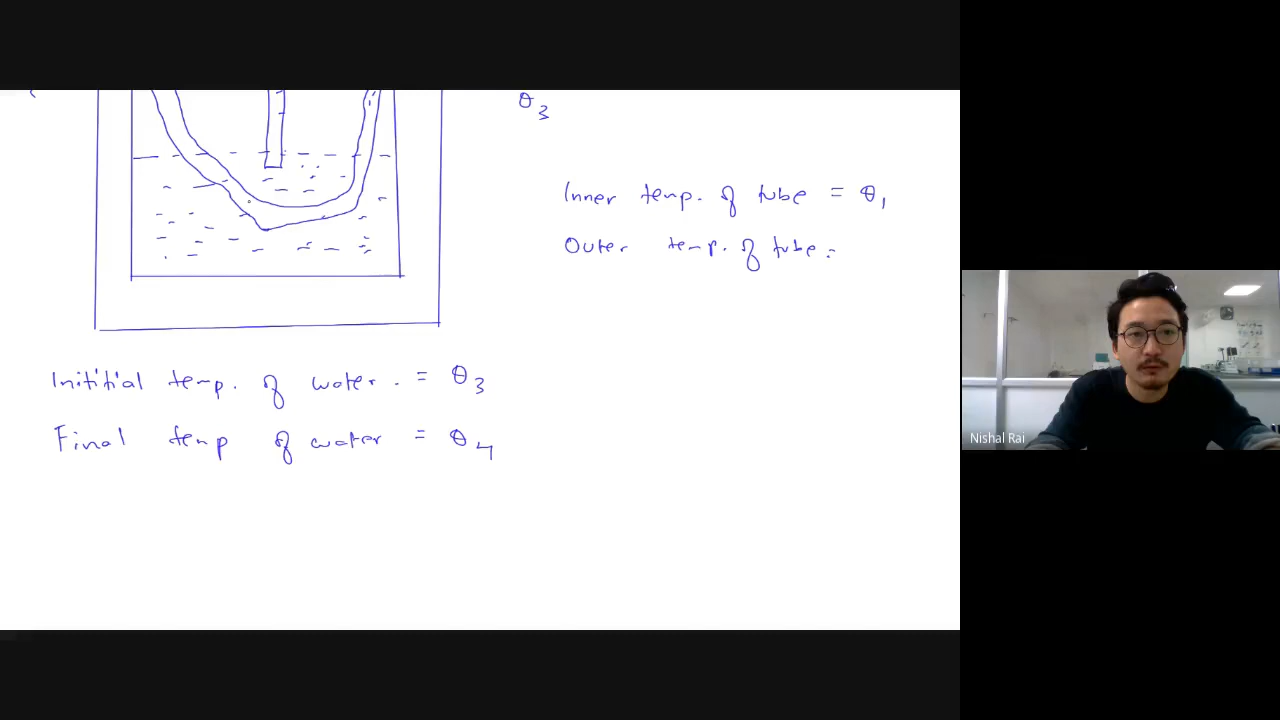 θ3
Inner temp. of tube = θ1
Outer temp. of tube =
Inititial temp. of water. = θ3
Final temp of water = θ4
Nishal Rai